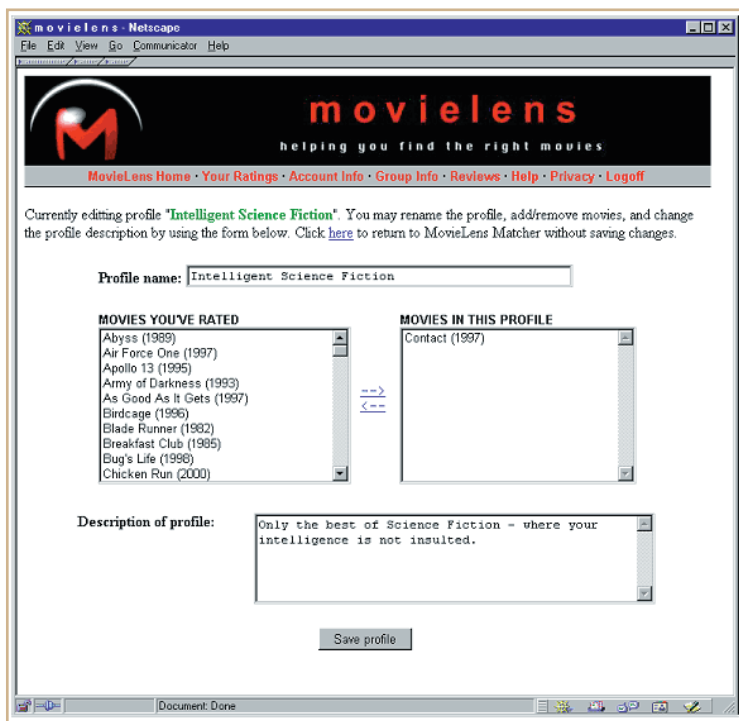 movielens - Netscape
File Edit View Go Communicator Help
M
movielens
helping you find the right movies
MovieLens Home · Your Ratings · Account Info · Group Info · Reviews · Help · Privacy · Logoff
Currently editting profile "Intelligent Science Fiction". You may rename the profile, add/remove movies, and change
the profile description by using the form below. Click here to return to MovieLens Matcher without saving changes.
Profile name: Intelligent Science Fiction
MOVIES YOU'VE RATED
Abyss (1989)
Air Force One (1997)
Apollo 13 (1995)
Army of Darkness (1993)
As Good As It Gets (1997)
Birdcage (1996)
Blade Runner (1982)
Breakfast Club (1985)
Bug's Life (1998)
Chicken Run (2000)
-->
<--
MOVIES IN THIS PROFILE
Contact (1997)
Description of profile:
Only the best of Science Fiction - where your
intelligence is not insulted.
Save profile
Document: Done